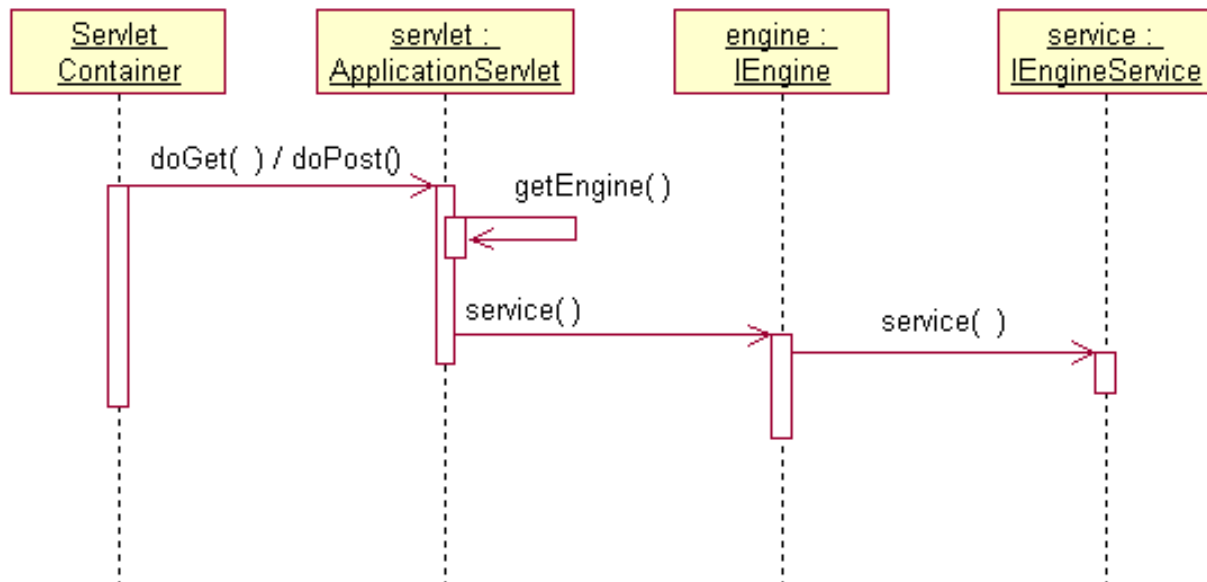 Servlet
Container
servlet :
ApplicationServlet
engine :
IEngine
service :
IEngineService
doGet(  ) / doPost()
getEngine( )
service( )
service(  )